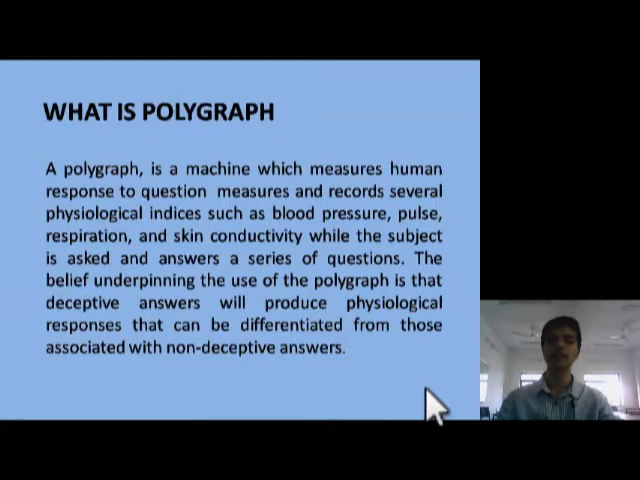 WHAT IS POLYGRAPH
A polygraph, is a machine which measures human
response to question measures and records several
physiological indices such as blood pressure, pulse,
respiration, and skin conductivity while the subject
is asked and answers a series of questions. The
belief underpinning the use of the polygraph is that
deceptive answers will produce physiological
responses that can be differentiated from those
associated with non-deceptive answers.